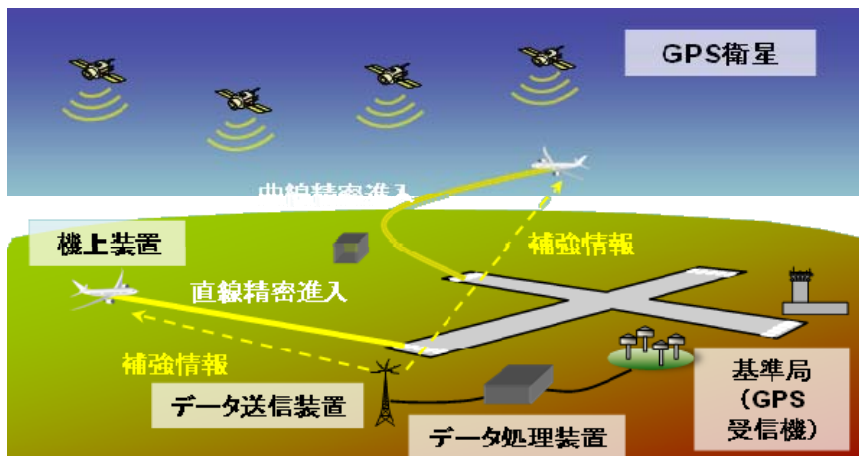 GPS衛星
曲線精密進入
機上装置
補強情報
直線精密進入
補強情報
データ送信装置
データ処理装置
基準局
（GPS
受信機）